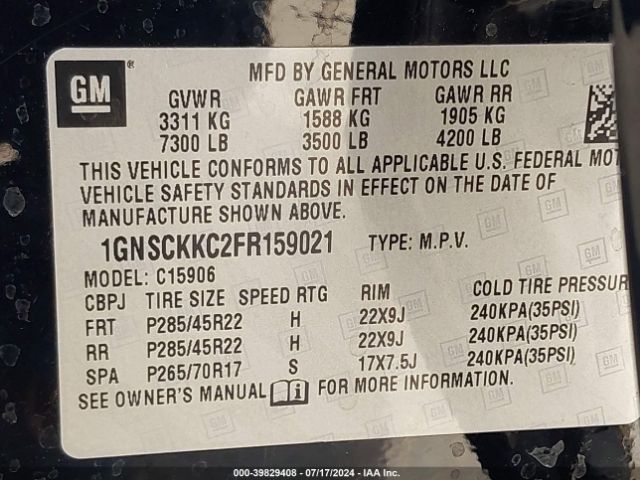 GM
®
MFD BY GENERAL MOTORS LLC
GVWR GAWR FRT GAWR RR
3311 KG 1588 KG 1905 KG
7300 LB 3500 LB 4200 LB
THIS VEHICLE CONFORMS TO ALL APPLICABLE U.S. FEDERAL MOT
VEHICLE SAFETY STANDARDS IN EFFECT ON THE DATE OF
MANUFACTURE SHOWN ABOVE.
1GNSCKKC2FR159021 TYPE: M.P.V.
MODEL: C15906
CBPJ TIRE SIZE SPEED RTG RIM COLD TIRE PRESSUR
FRT P285/45R22 H 22X9J 240KPA(35PSI)
RR P285/45R22 H 22X9J 240KPA(35PSI)
SPA P265/70R17 S 17X7.5J 240KPA(35PSI)
SEE OWNER'S MANUAL i FOR MORE INFORMATION.
000-39829408 - 07/17/2024 - IAA Inc.